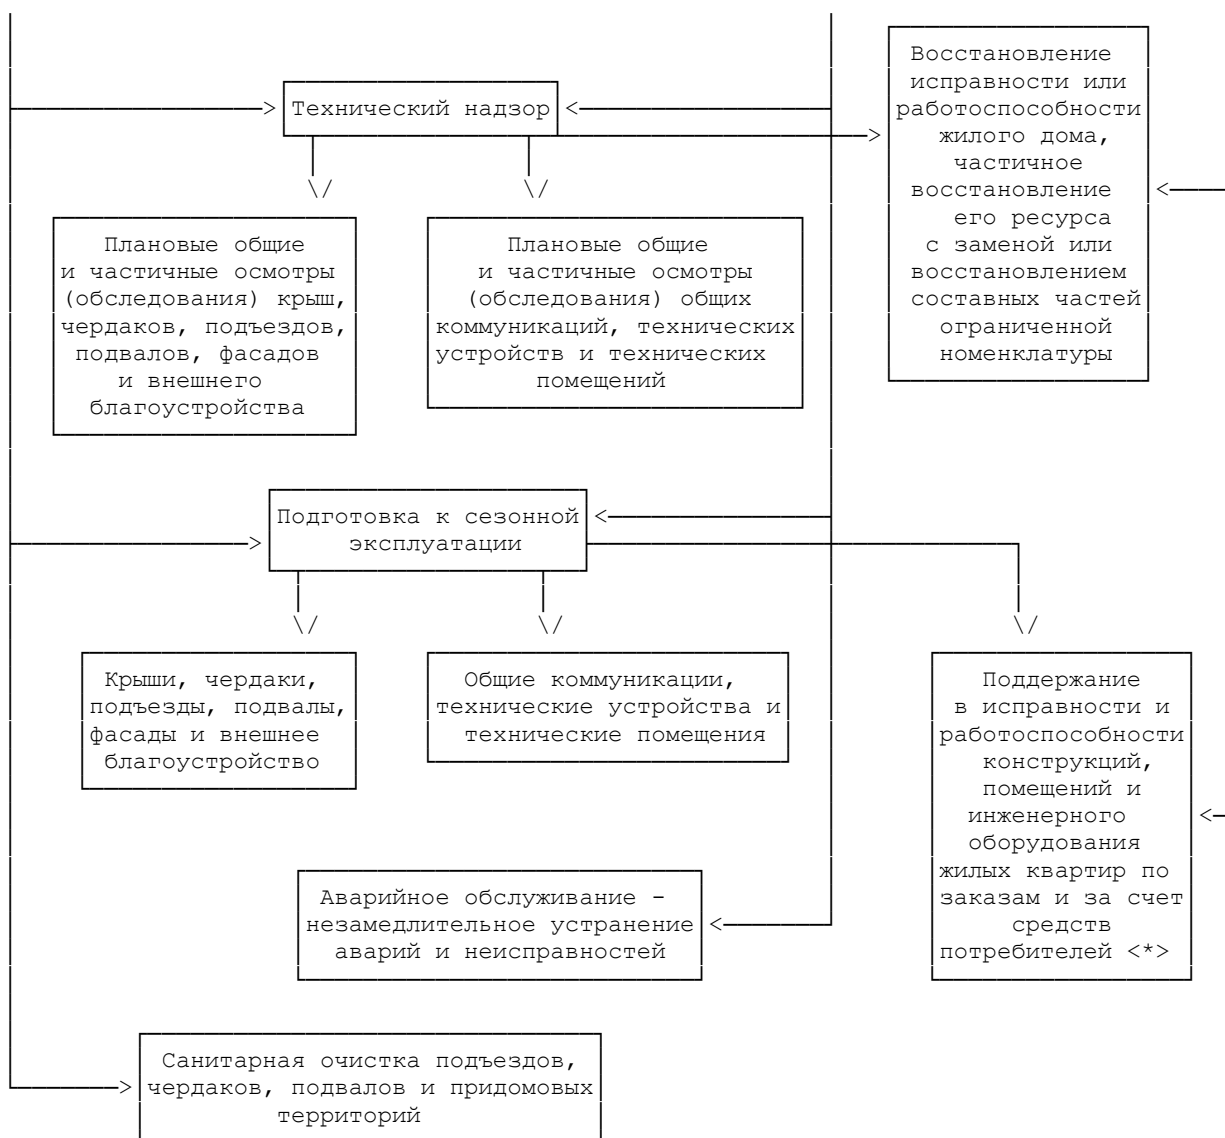 Восстановление
исправности или
работоспособности
жилого дома,
частичное
восстановление
его ресурса
с заменой или
восстановлением
составных частей
ограниченной
номенклатуры
Технический надзор
Плановые общие
и частичные осмотры
(обследования) крыш,
чердаков, подъездов,
подвалов, фасадов
и внешнего
благоустройства
Плановые общие
и частичные осмотры
(обследования) общих
коммуникаций, технических
устройств и технических
помещений
Подготовка к сезонной
эксплуатации
Крыши, чердаки,
подъезды, подвалы,
фасады и внешнее
благоустройство
Общие коммуникации,
технические устройства и
технические помещения
Поддержание
в исправности и
работоспособности
конструкций,
помещений и
инженерного
оборудования
жилых квартир по
заказам и за счет
средств
потребителей <*>
Аварийное обслуживание -
незамедлительное устранение
аварий и неисправностей
Санитарная очистка подъездов,
чердаков, подвалов и придомовых
территорий